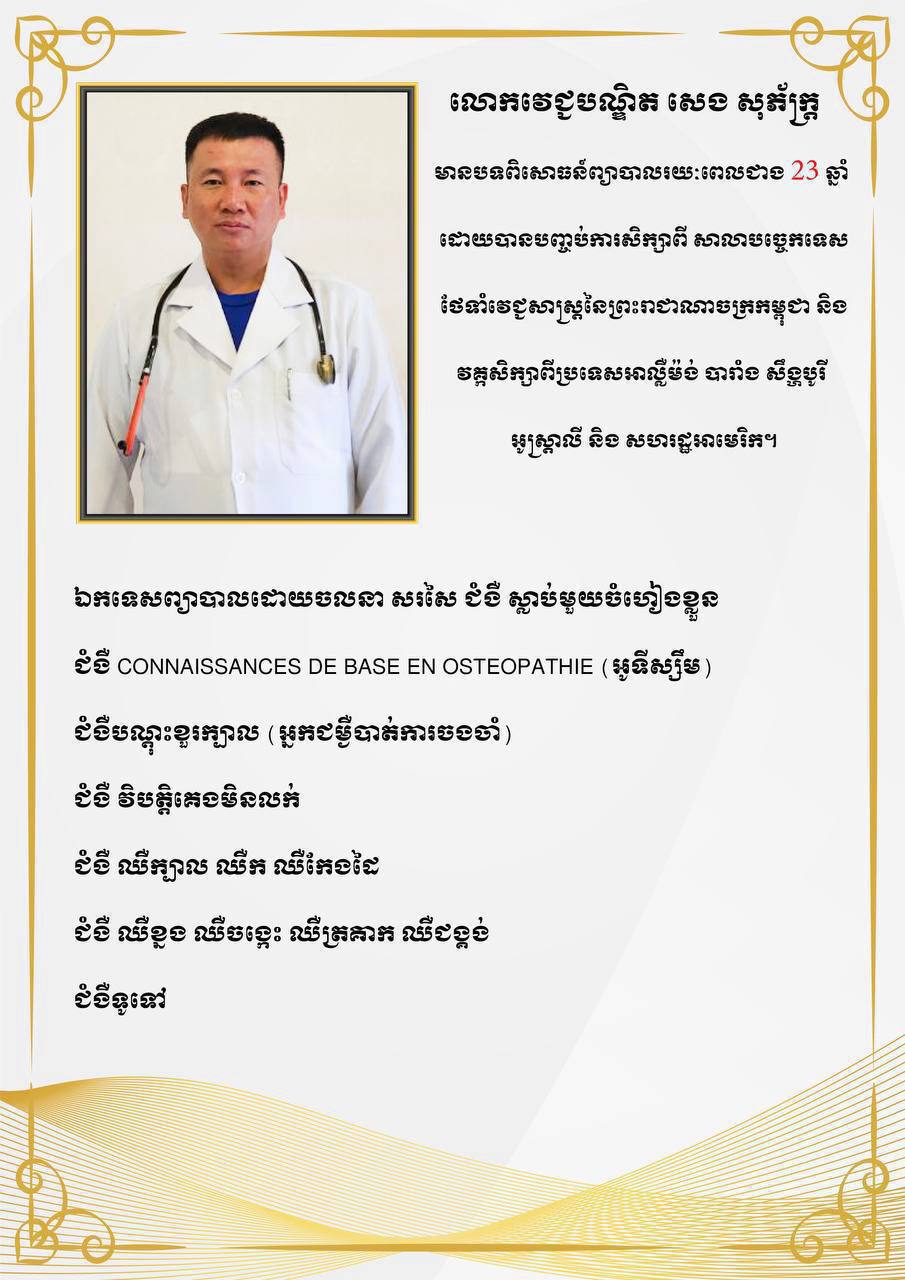 លោកវេជ្ជបណ្ឌិត សេង សុភ័ក្ត្រ
មានបទពិសោធន៍ព្យាបាលរយៈពេលជាង 23 ឆ្នាំ
ដោយបានបញ្ចប់ការសិក្សាពី សាលាបច្ចេកទេស
ថែទាំវេជ្ជសាស្ត្រនៃព្រះរាជាណាចក្រកម្ពុជា និង
វគ្គសិក្សាពីប្រទេសអាល្លឺម៉ង់ បារាំង សឹង្ហបូរី
អូស្ត្រាលី និង សហរដ្ឋអាមេរិក។
ឯកទេសព្យាបាលដោយចលនា សរសៃ ជំងឺ ស្លាប់មួយចំហៀងខ្លួន
ជំងឺ CONNAISSANCES DE BASE EN OSTEOPATHIE (អូទីស្សឹម)
ជំងឺបណ្ដុះខួរក្បាល (អ្នកជម្ងឺបាត់ការចងចាំ)
ជំងឺ វិបត្តិគេងមិនលក់
ជំងឺ ឈឺក្បាល ឈឺក ឈឺកែងដៃ
ជំងឺ ឈឺខ្នង ឈឺចង្កេះ ឈឺត្រគាក ឈឺជង្គង់
ជំងឺទូទៅ